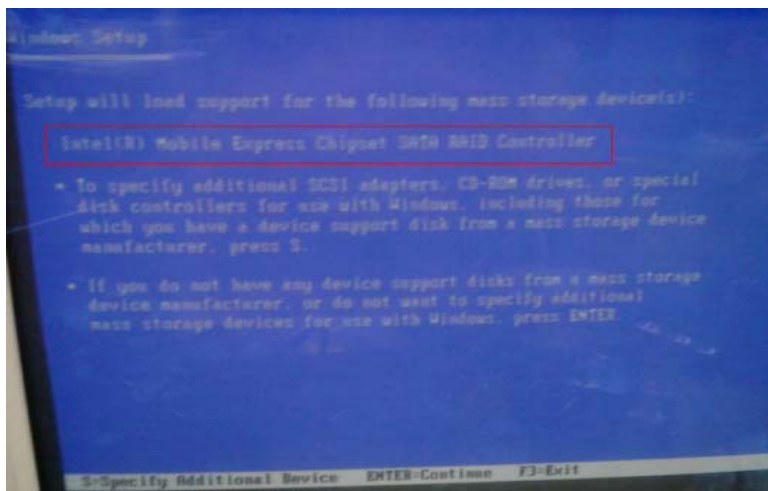 Windows Setup
Setup will load support for the following mass storage device(s):
Intel(R) Mobile Express Chipset SATA RAID Controller
* To specify additional SCSI adapters, CD-ROM drives, or special
disk controllers for use with Windows, including those for
which you have a device support disk from a mass storage device
manufacturer, press S.
* If you do not have any device support disks from a mass storage
device manufacturer, or do not want to specify additional
mass storage devices for use with Windows, press ENTER.
S=Specify Additional Device ENTER=Continue F3=Exit